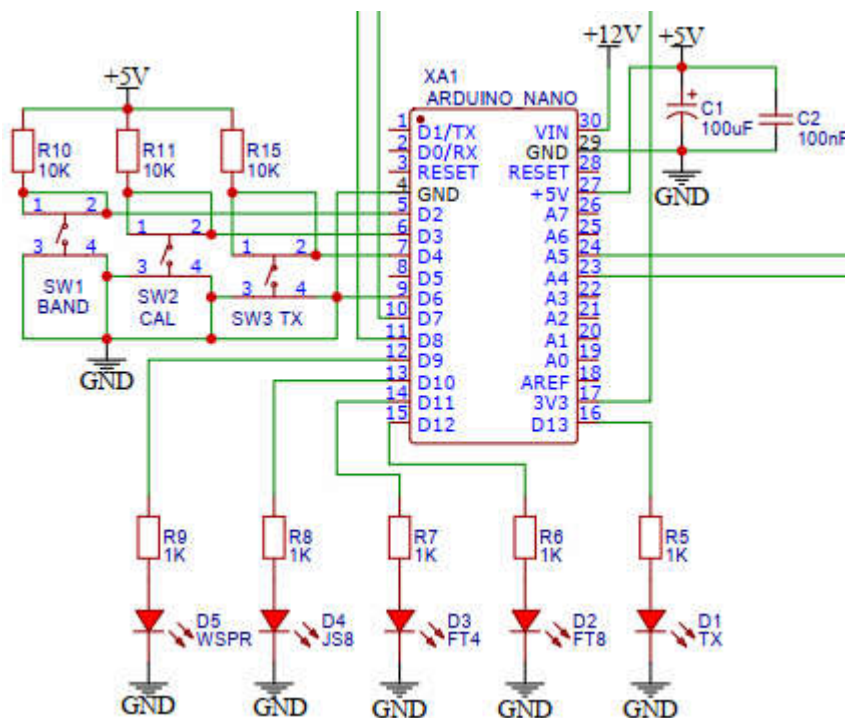 +12V
+5V
XA1
ARDUINO_NANO
+5V
C1
100uF
C2
100nF
R10
10K
R11
10K
R15
10K
1 D1/TX VIN 30
2 D0/RX GND 29
3 RESET RESET 28
4 GND +5V 27
5 D2 A7 26
6 D3 A6 25
7 D4 A5 24
8 D5 A4 23
9 D6 A3 22
10 D7 A2 21
11 D8 A1 20
12 D9 A0 19
13 D10 AREF 18
14 D11 3V3 17
15 D12 D13 16
GND
1 2
3 4
SW1
BAND
1 2
3 4
SW2
CAL
1 2
3 4
SW3 TX
GND
R9
1K
R8
1K
R7
1K
R6
1K
R5
1K
D5
WSPR
D4
JS8
D3
FT4
D2
FT8
D1
TX
GND
GND
GND
GND
GND